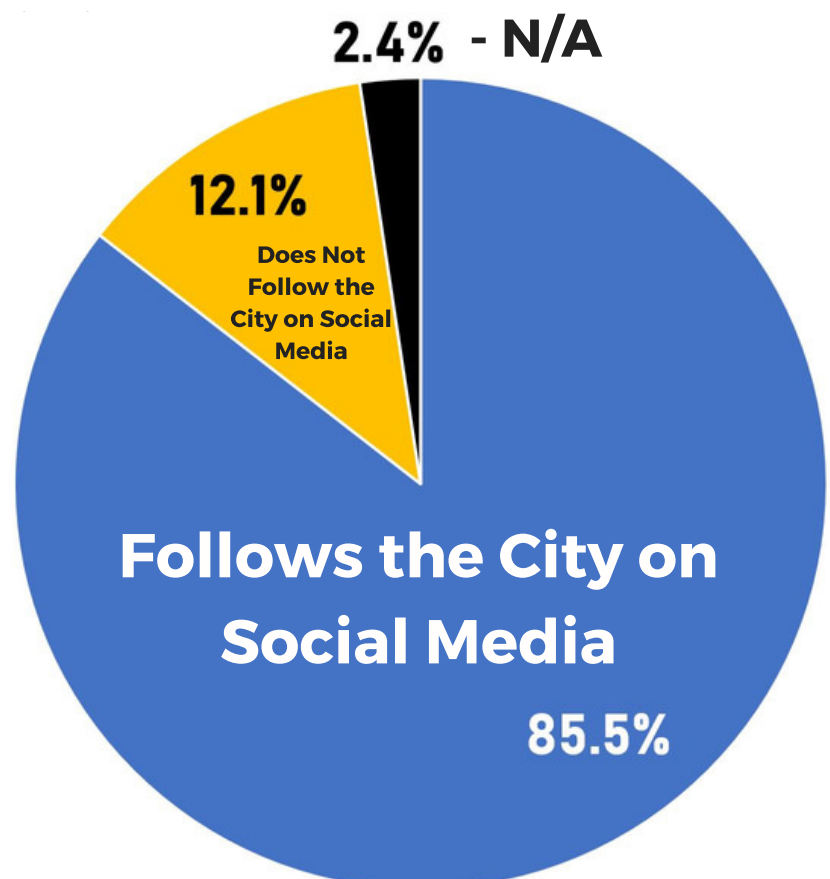 2.4% - N/A
12.1%
Does Not
Follow the
City on Social
Media
Follows the City on
Social Media
85.5%